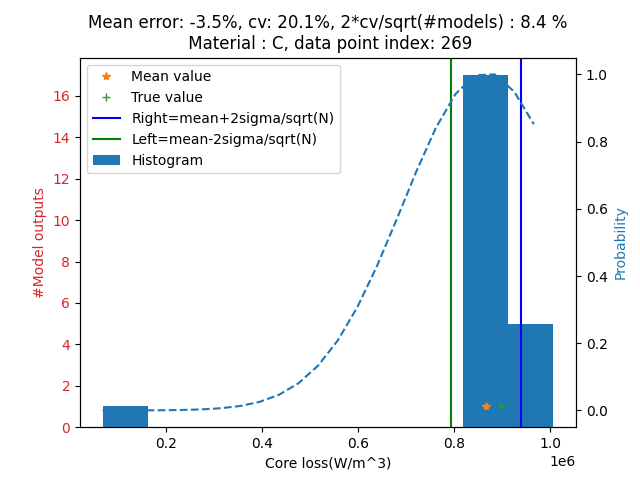 Mean error: -3.5%, cv: 20.1%, 2*cv/sqrt(#models) : 8.4 %
Material : C, data point index: 269
Mean value
True value
Right=mean+2sigma/sqrt(N)
Left=mean-2sigma/sqrt(N)
Histogram
16
14
12
10
8
6
4
2
0
#Model outputs
1.0
0.8
0.6
0.4
0.2
0.0
Probability
0.2 0.4 0.6 0.8 1.0
1e6
Core loss(W/m^3)